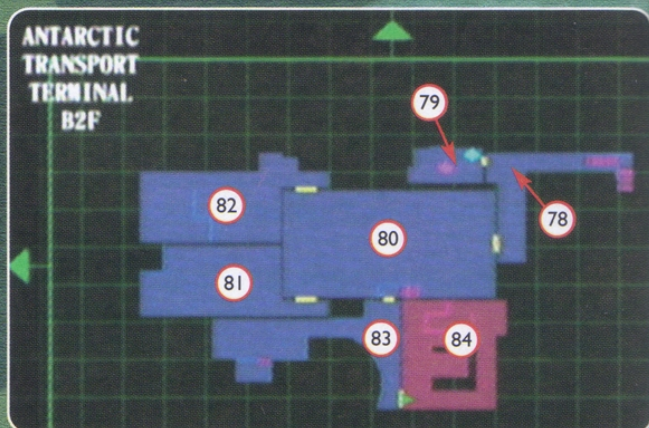 ANTARCTIC
TRANSPORT
TERMINAL
B2F
79
82
78
80
81
83
84